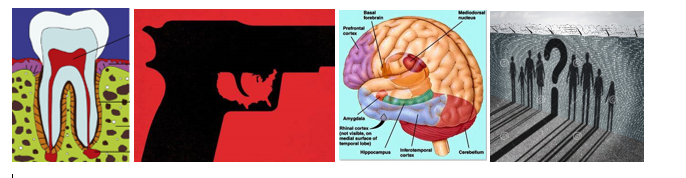 Basal
forebrain
Mediodorsal
nucleus
Prefrontal
cortex
Amygdala
Rhinal cortex
(not visible, on
medial surface of
temporal lobe)
Hippocampus
Inferotemporal
cortex
Cerebellum
?